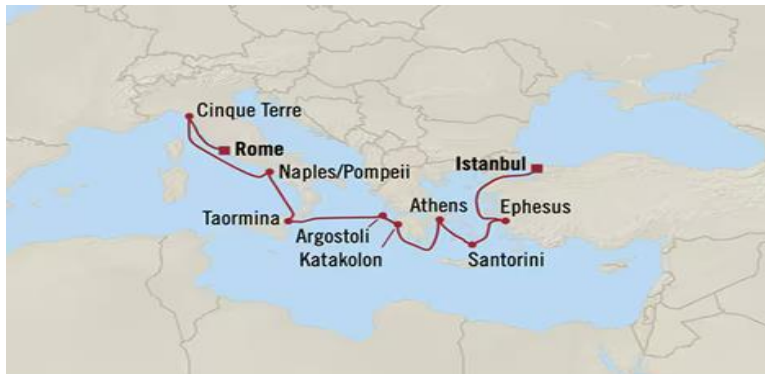 Cinque Terre
Rome
Naples/Pompeii
Istanbul
Taormina
Athens
Ephesus
Argostoli
Katakolon
Santorini